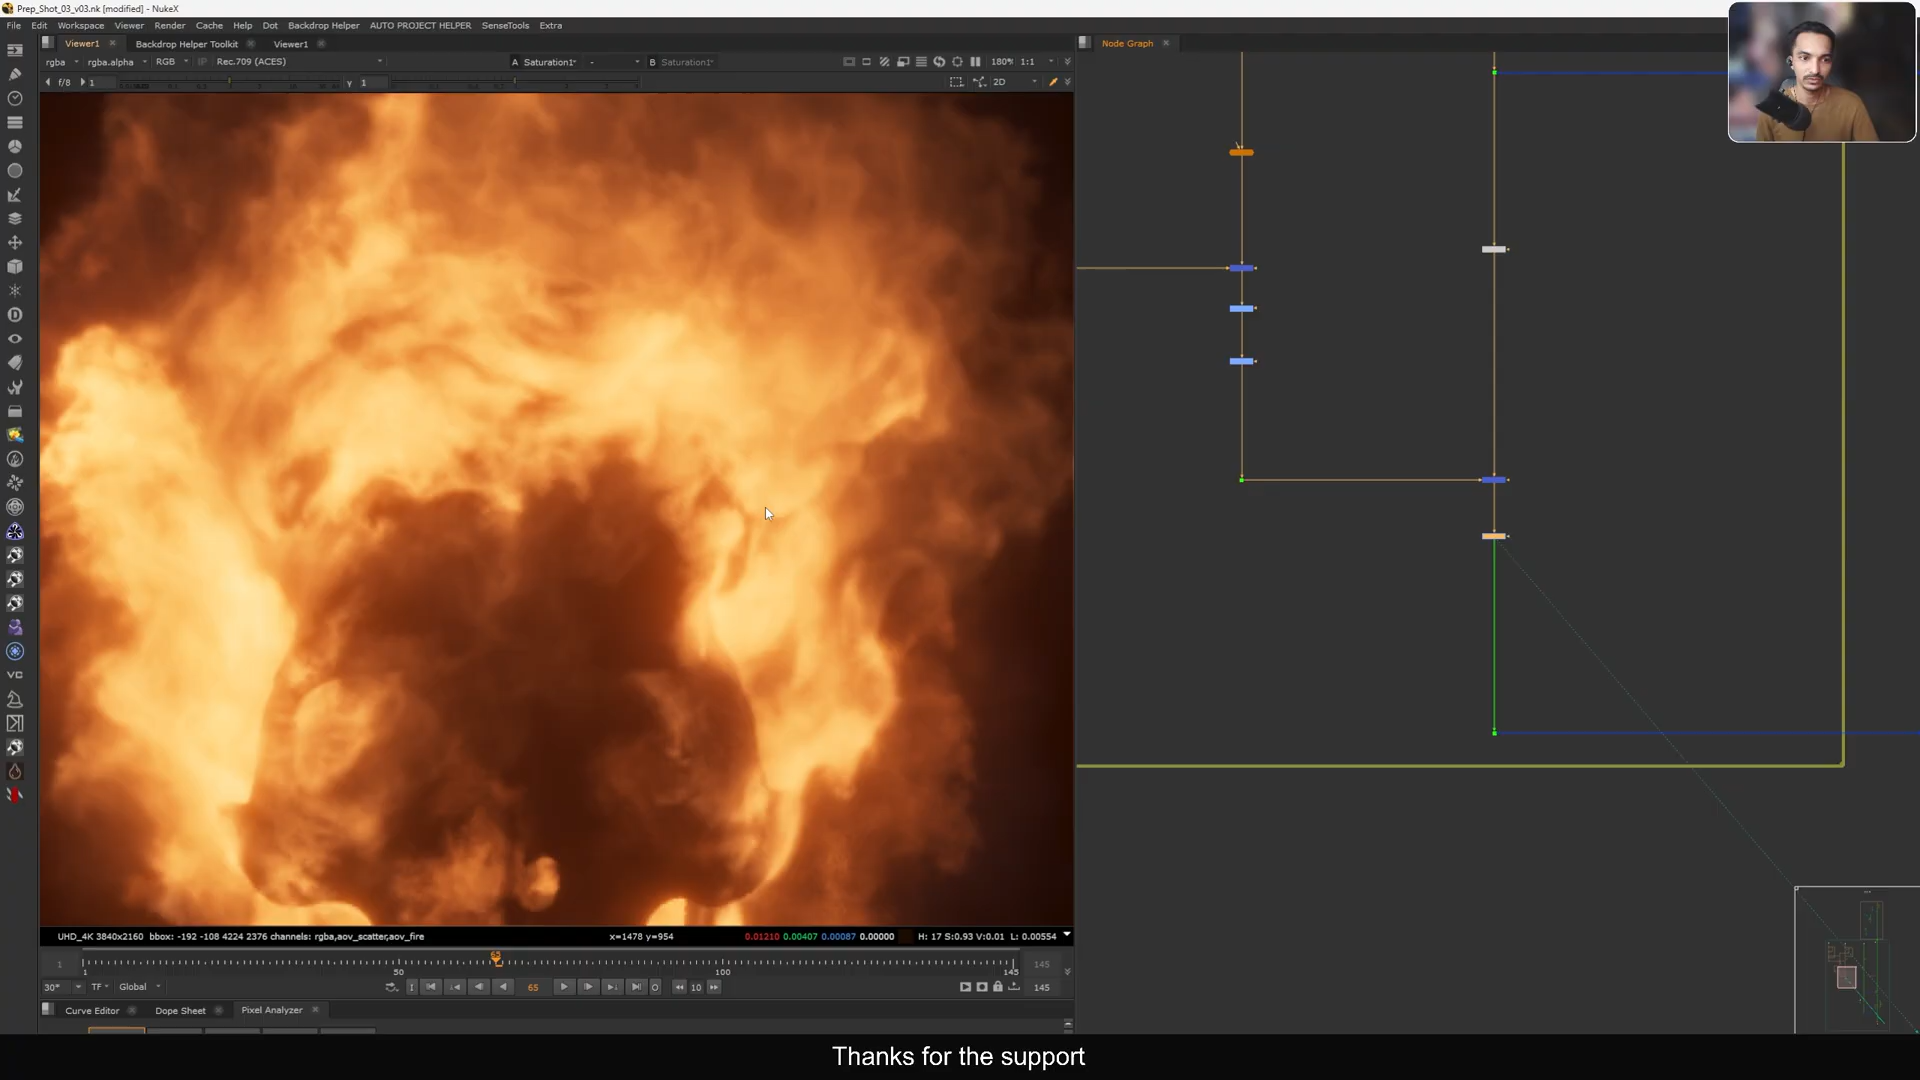 Prep_Shot_03_v03.nk [modified] - NukeX
File Edit Workspace Viewer Render Cache Help Dot Backdrop Helper AUTO PROJECT HELPER SenseTools Extra
Viewer1 Backdrop Helper Toolkit Viewer1 Node Graph
rgba rgba.alpha RGB IP Rec.709 (ACES) A Saturation1 - B Saturation1 180% 1:1
f/8 1 y 1 2D
VC
UHD_4K 3840x2160 bbox: -192 -108 4224 2376 channels: rgba,aov_scatter,aov_fire x=1478 y=954 0.01210 0.00407 0.00087 0.00000 H: 17 S:0.93 V:0.01 L: 0.00554
1 1 50 65 100 145 145
30* TF Global 65 10 145
Curve Editor Dope Sheet Pixel Analyzer
Thanks for the support